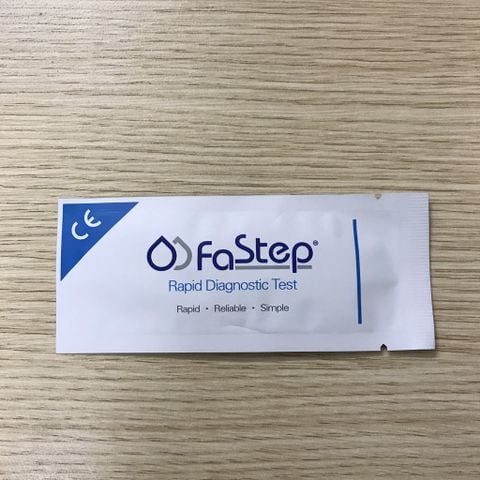 CE
FaStep®
Rapid Diagnostic Test
Rapid • Reliable • Simple